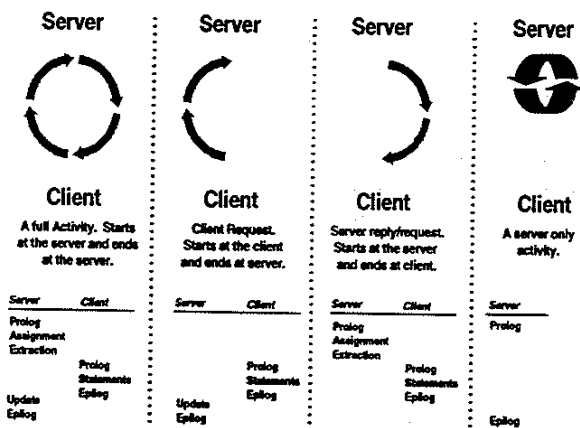 Server
Client
A full Activity. Starts
at the server and ends
at the server.
Server Client
Prolog
Assignment
Extraction
Prolog
Statements
Epilog
Update
Epilog
Server
Client
Client Request.
Starts at the client
and ends at server.
Server Client
Prolog
Statements
Epilog
Update
Epilog
Server
Client
Server reply/request.
Starts at the server
and ends at client.
Server Client
Prolog
Assignment
Extraction
Prolog
Statements
Epilog
Server
Client
A server only
activity.
Server
Prolog
Epilog